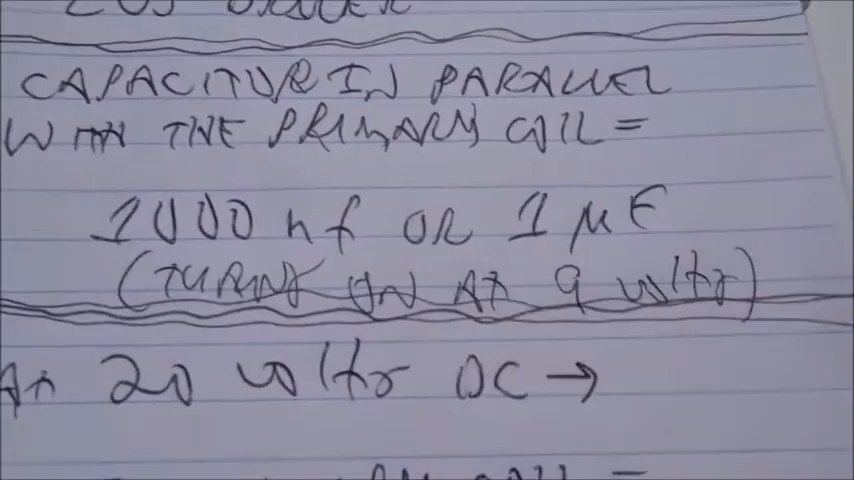 CAPACITOR IN PARALLEL
WITH THE PRIMARY COIL =
1000 nf OR 1 μF
(TURNS ON AT 9 volts)
At 20 volts DC →
COIL =